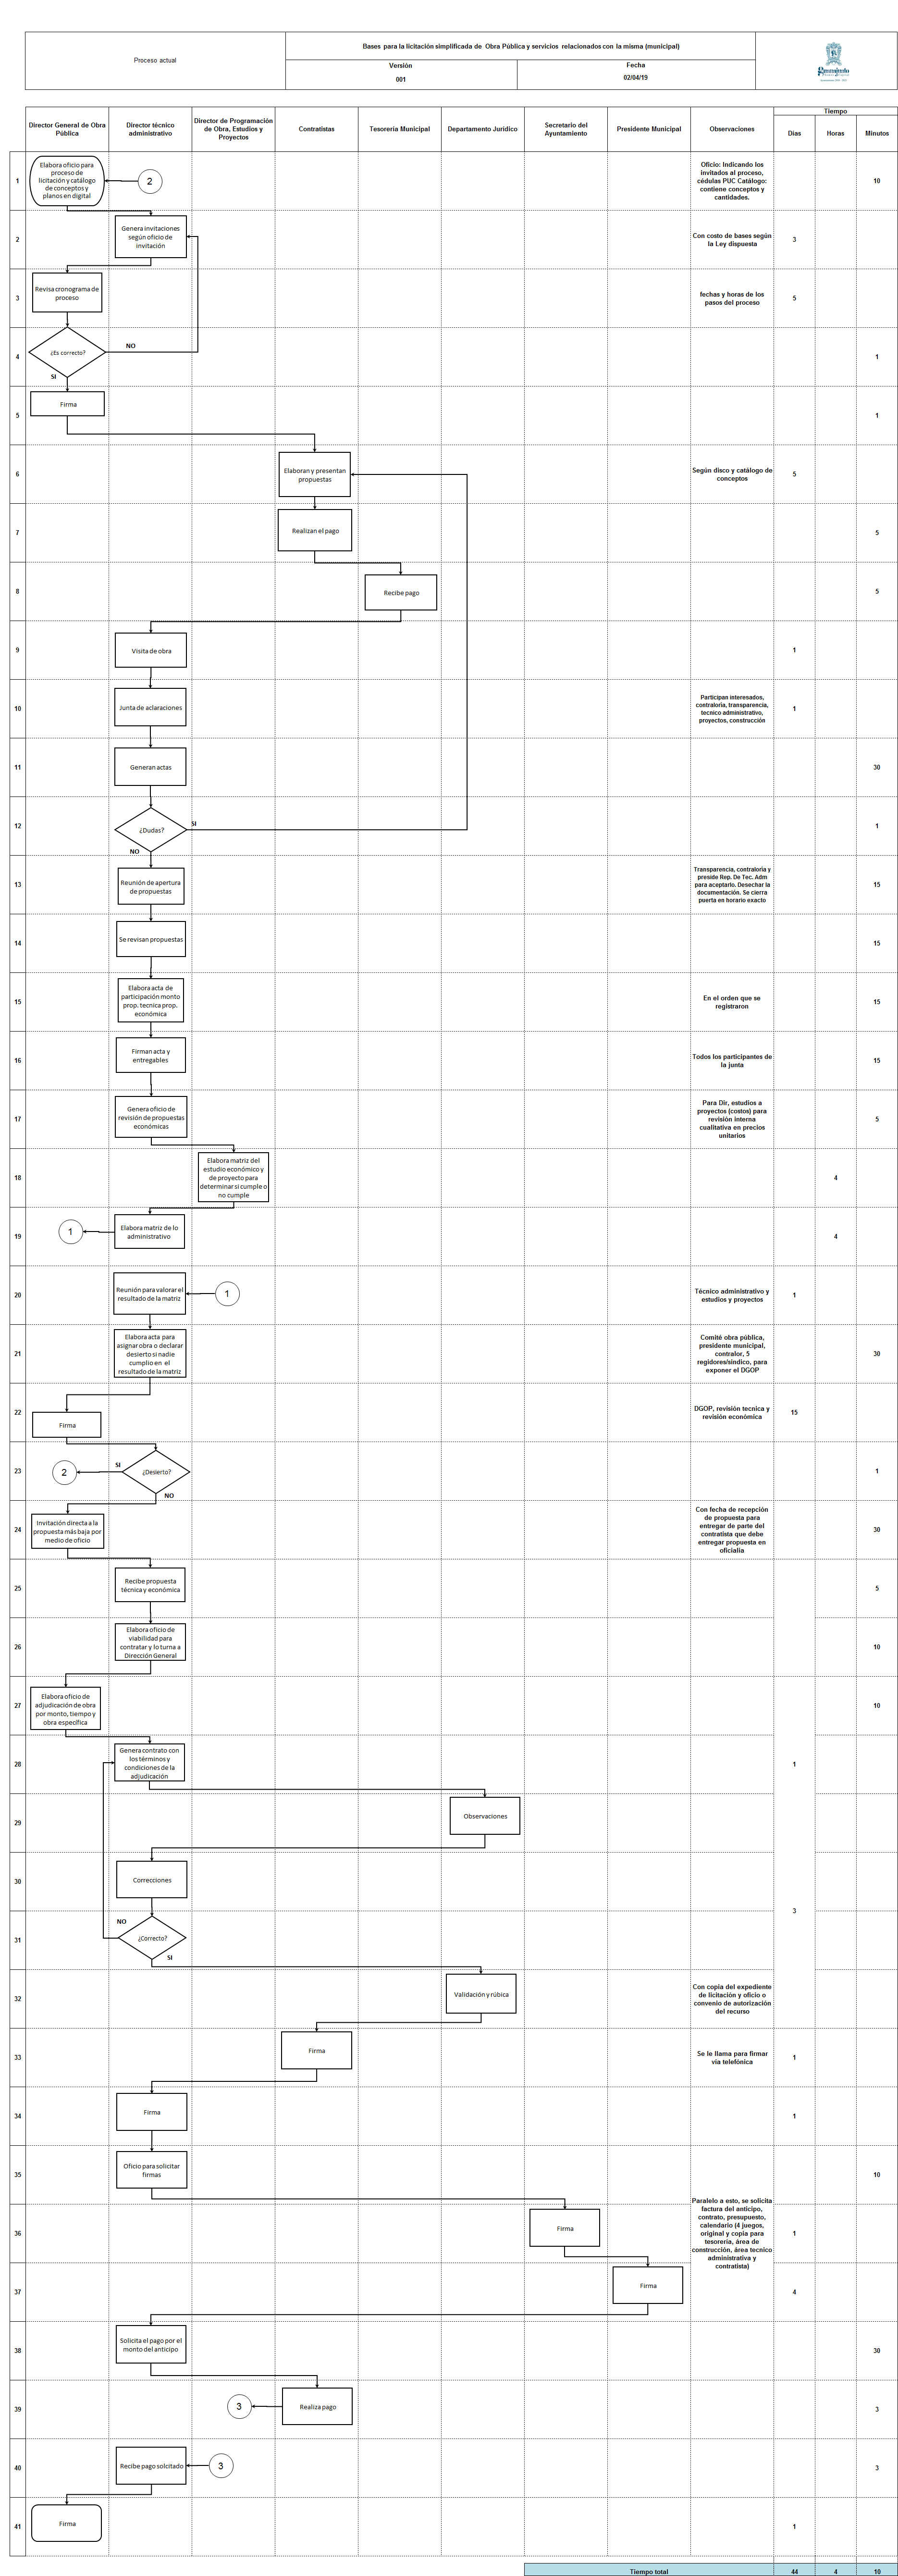 Proceso actual
Bases para la licitación simplificada de Obra Pública y servicios relacionados con la misma (municipal)
Versión
001
Fecha
02/04/19
Guanajuato
Tiempo
Director General de Obra
Pública
Director técnico
administrativo
Director de Programación
de Obra, Estudios y
Proyectos
Contratistas
Tesorería Municipal
Departamento Jurídico
Secretario del
Ayuntamiento
Presidente Municipal
Observaciones
Días
Horas
Minutos
1
Elabora oficio para
proceso de
licitación y catálogo
de conceptos y
planos en digital
2
Oficio: Indicando los
invitados al proceso,
cédulas PUC Catálogo:
contiene conceptos y
cantidades.
10
2
Genera invitaciones
según oficio de
invitación
Con costo de bases según
la Ley dispuesta
3
3
Revisa cronograma de
proceso
fechas y horas de los
pasos del proceso
5
4
¿Es correcto?
NO
SI
1
5
Firma
1
6
Elaboran y presentan
propuestas
Según disco y catálogo de
conceptos
5
7
Realizan el pago
5
8
Recibe pago
5
9
Visita de obra
1
10
Junta de aclaraciones
Participan interesados,
contraloría, transparencia,
tecnico administrativo,
proyectos, construcción
1
11
Generan actas
30
12
¿Dudas?
SI
NO
1
13
Reunión de apertura
de propuestas
Transparencia, contraloría y
preside Rep. De Tec. Adm
para aceptarlo. Desechar la
documentación. Se cierra
puerta en horario exacto
15
14
Se revisan propuestas
15
15
Elabora acta de
participación monto
prop. tecnica prop.
económica
En el orden que se
registraron
15
16
Firman acta y
entregables
Todos los participantes de
la junta
15
17
Genera oficio de
revisión de propuestas
económicas
Para Dir, estudios a
proyectos (costos) para
revisión interna
cualitativa en precios
unitarios
5
18
Elabora matriz del
estudio económico y
de proyecto para
determinar si cumple o
no cumple
4
19
1
Elabora matriz de lo
administrativo
4
20
Reunión para valorar el
resultado de la matriz
1
Técnico administrativo y
estudios y proyectos
1
21
Elabora acta para
asignar obra o declarar
desierto si nadie
cumplio en el
resultado de la matriz
Comité obra pública,
presidente municipal,
contralor, 5
regidores/síndico, para
exponer el DGOP
30
22
Firma
DGOP, revisión tecnica y
revisión económica
15
23
2
SI
¿Desierto?
NO
1
24
Invitación directa a la
propuesta más baja por
medio de oficio
Con fecha de recepción
de propuesta para
entregar de parte del
contratista que debe
entregar propuesta en
oficialía
30
25
Recibe propuesta
técnica y económica
5
26
Elabora oficio de
viabilidad para
contratar y lo turna a
Dirección General
10
27
Elabora oficio de
adjudicación de obra
por monto, tiempo y
obra específica
10
28
Genera contrato con
los términos y
condiciones de la
adjudicación
1
29
Observaciones
30
Correcciones
3
31
NO
¿Correcto?
SI
32
Validación y rúbica
Con copia del expediente
de licitación y oficio o
convenio de autorización
del recurso
33
Firma
Se le llama para firmar
vía telefónica
1
34
Firma
1
35
Oficio para solicitar
firmas
10
36
Firma
Paralelo a esto, se solicita
factura del anticipo,
contrato, presupuesto,
calendario (4 juegos,
original y copia para
tesorería, área de
construcción, área tecnico
administrativa y
contratista)
1
37
Firma
4
38
Solicita el pago por el
monto del anticipo
30
39
3
Realiza pago
3
40
Recibe pago solcitado
3
3
41
Firma
1
Tiempo total
44
4
10